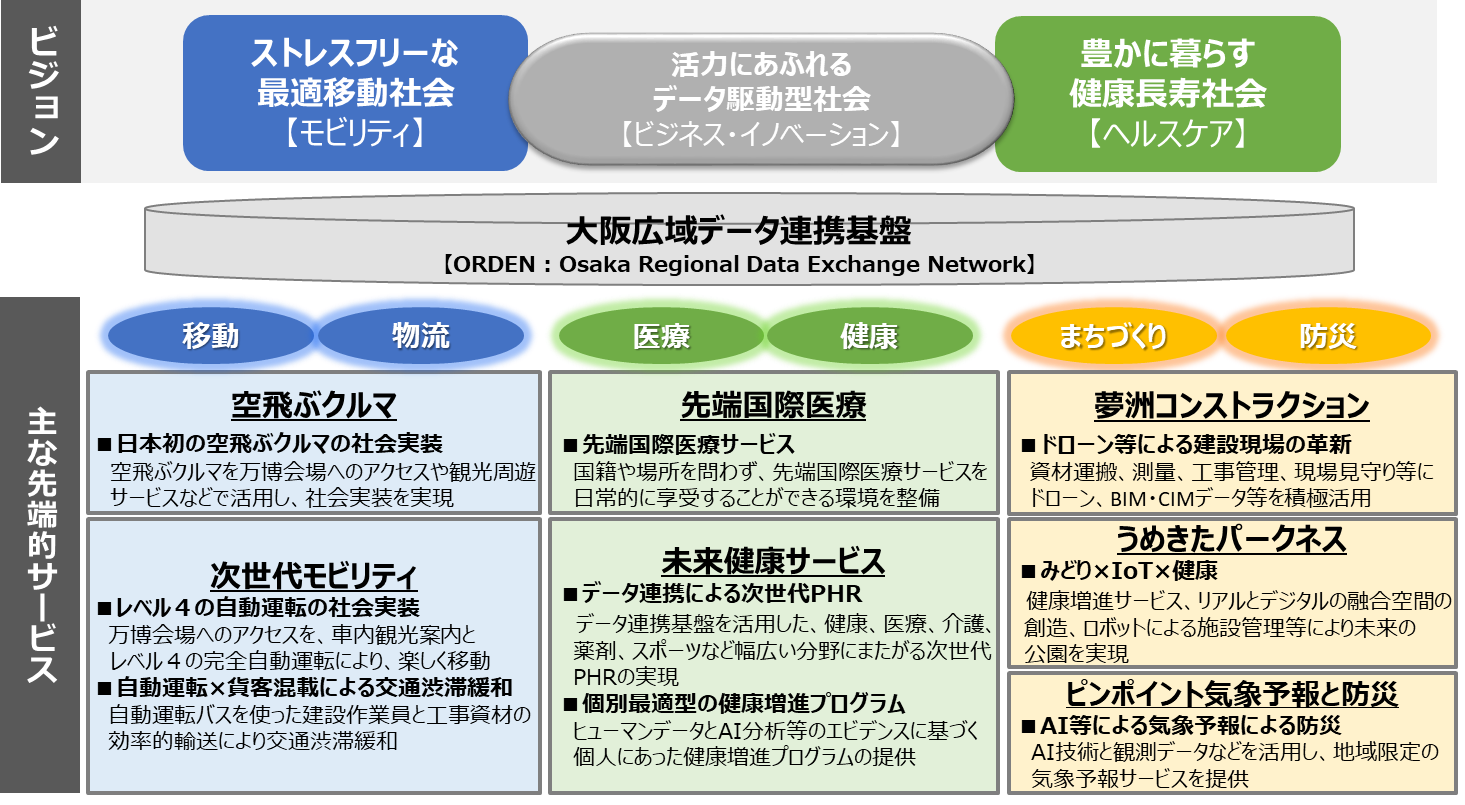 ビジョン
ストレスフリーな
最適移動社会
【モビリティ】
活力にあふれる
データ駆動型社会
【ビジネス・イノベーション】
豊かに暮らす
健康長寿社会
【ヘルスケア】
大阪広域データ連携基盤
【ORDEN：Osaka Regional Data Exchange Network】
主な先端的サービス
移動
物流
医療
健康
まちづくり
防災
空飛ぶクルマ
■日本初の空飛ぶクルマの社会実装
空飛ぶクルマを万博会場へのアクセスや観光周遊
サービスなどで活用し、社会実装を実現
次世代モビリティ
■レベル４の自動運転の社会実装
万博会場へのアクセスを、車内観光案内と
レベル４の完全自動運転により、楽しく移動
■自動運転×貨客混載による交通渋滞緩和
自動運転バスを使った建設作業員と工事資材の
効率的輸送により交通渋滞緩和
先端国際医療
■先端国際医療サービス
国籍や場所を問わず、先端国際医療サービスを
日常的に享受することができる環境を整備
未来健康サービス
■データ連携による次世代PHR
データ連携基盤を活用した、健康、医療、介護、
薬剤、スポーツなど幅広い分野にまたがる次世代
PHRの実現
■個別最適型の健康増進プログラム
ヒューマンデータとAI分析等のエビデンスに基づく
個人にあった健康増進プログラムの提供
夢洲コンストラクション
■ドローン等による建設現場の革新
資材運搬、測量、工事管理、現場見守り等に
ドローン、BIM・CIMデータ等を積極活用
うめきたパークネス
■みどり×IoT×健康
健康増進サービス、リアルとデジタルの融合空間の
創造、ロボットによる施設管理等により未来の
公園を実現
ピンポイント気象予報と防災
■AI等による気象予報による防災
AI技術と観測データなどを活用し、地域限定の
気象予報サービスを提供